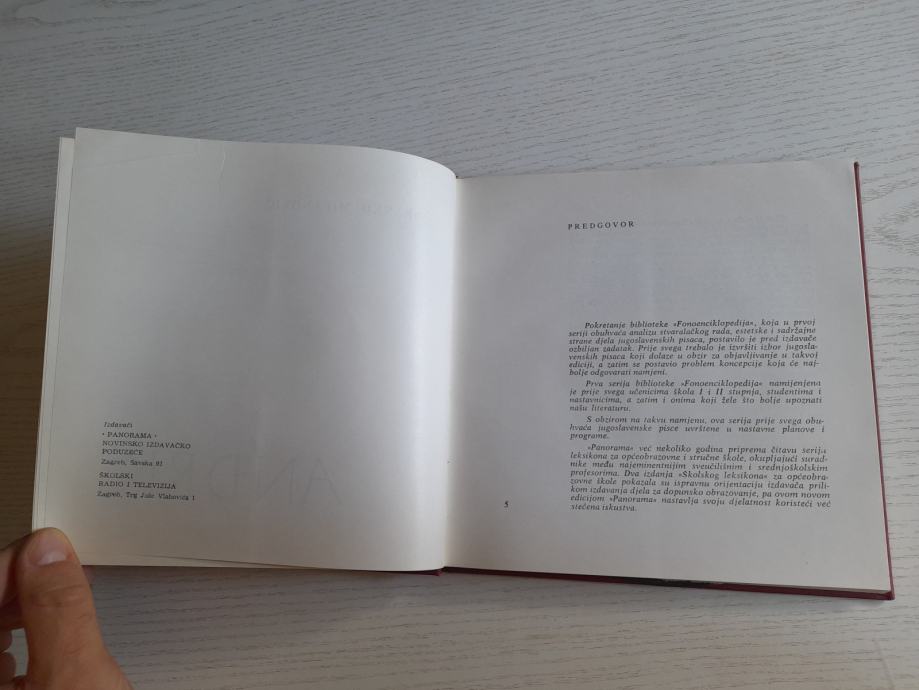 Izdavači
• PANORAMA •
NOVINSKO IZDAVAČKO
PODUZEĆE
Zagreb, Savska 81
ŠKOLSKI
RADIO I TELEVIZIJA
Zagreb, Trg Jože Vlahovića 1
PREDGOVOR
Pokretanje biblioteke »Fonoenciklopedija«, koja u prvoj
seriji obuhvaća analizu stvaralačkog rada, estetske i sadržajne
strane djela jugoslavenskih pisaca, postavilo je pred izdavače
ozbiljan zadatak. Prije svega trebalo je izvršiti izbor jugosla-
venskih pisaca koji dolaze u obzir za objavljivanje u takvoj
ediciji, a zatim se postavio problem koncepcije koja će naj-
bolje odgovarati namjeni.
Prva serija biblioteke »Fonoenciklopedija« namijenjena
je prije svega učenicima škola I i II stupnja, studentima i
nastavnicima, a zatim i onima koji žele što bolje upoznati
našu literaturu.
S obzirom na takvu namjenu, ova serija prije svega obu-
hvaća jugoslavenske pisce uvrštene u nastavne planove i
programe.
»Panorama« već nekoliko godina priprema čitavu seriju
leksikona za općeobrazovne i stručne škole, okupljajući surad-
nike među najeminentnijim sveučilišnim i srednjoškolskim
profesorima. Dva izdanja »Školskog leksikona« za općeobra-
zovne škole pokazala su ispravnu orijentaciju izdavača prili-
kom izdavanja djela za dopunsko obrazovanje, pa ovom novom
edicijom »Panorama« nastavlja svoju djelatnost koristeći već
stečena iskustva.
5